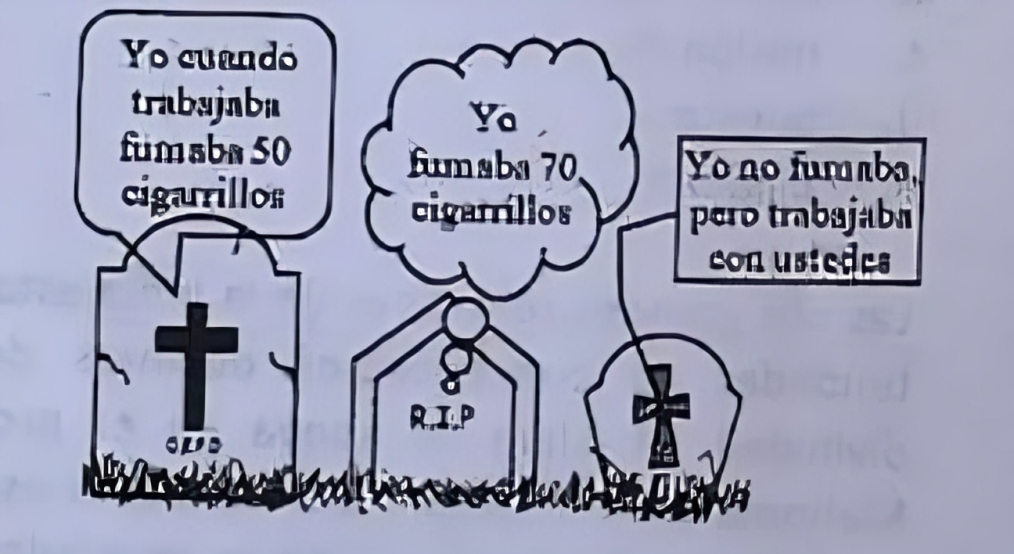 Yo cuando
trabajaba
fumaba 50
cigarrillos
Yo
fumaba 70
cigarrillos
Yo no fumaba,
pero trabajaba
con ustedes
R.I.P